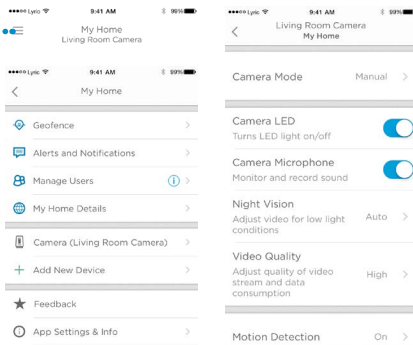 Lyric 9:41 AM 99%
My Home
Living Room Camera
Lyric 9:41 AM 99%
My Home
Geofence
Alerts and Notifications
Manage Users
My Home Details
Camera (Living Room Camera)
Add New Device
Feedback
App Settings & Info
Lyric 9:41 AM 89%
Living Room Camera
My Home
Camera Mode Manual
Camera LED
Turns LED light on/off
Camera Microphone
Monitor and record sound
Night Vision
Adjust video for low light Auto
conditions
Video Quality
Adjust quality of video
stream and data High
consumption
Motion Detection On